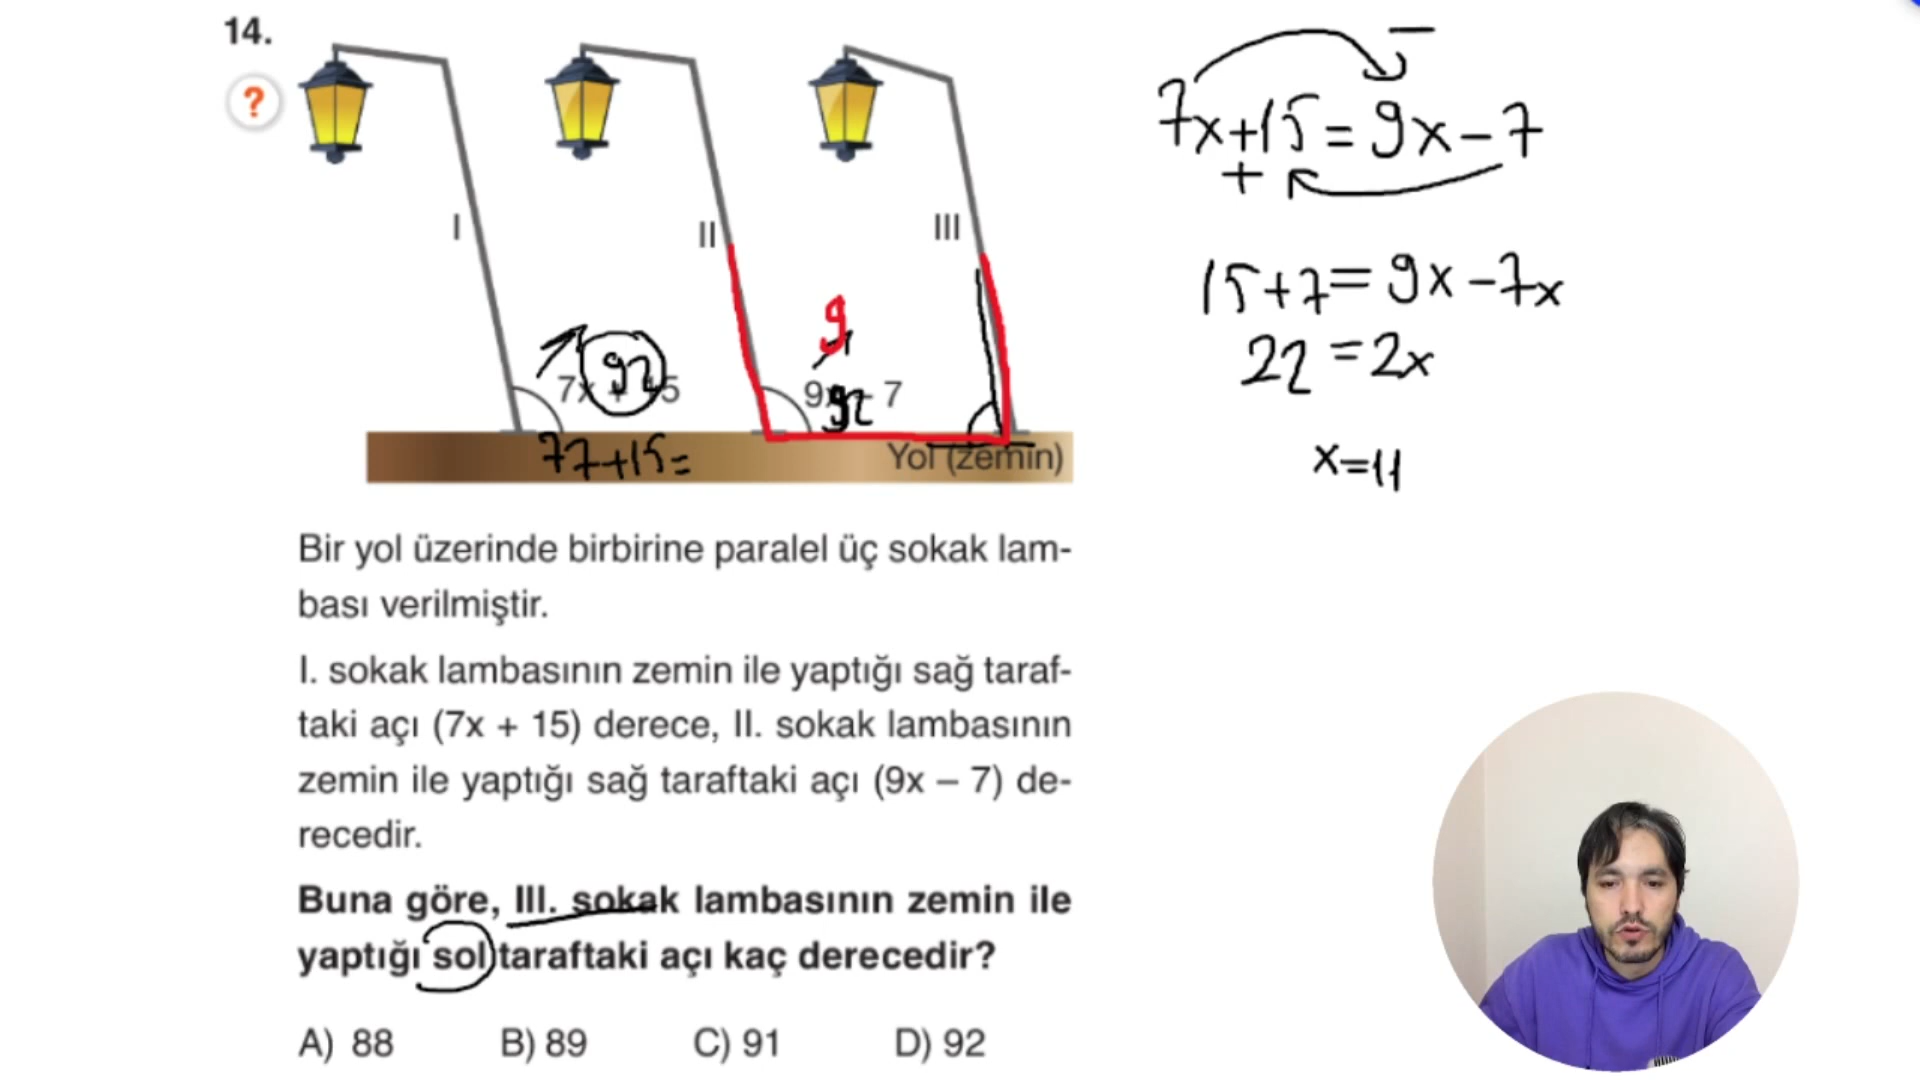 14.
?
I
II
III
7x + 15
92
9x - 7
9
92
77+15=
Yol (zemin)
7x+15=9x-7
-
+
15+7=9x-7x
22=2x
x=11
Bir yol üzerinde birbirine paralel üç sokak lam-
bası verilmiştir.
I. sokak lambasının zemin ile yaptığı sağ taraf-
taki açı (7x + 15) derece, II. sokak lambasının
zemin ile yaptığı sağ taraftaki açı (9x – 7) de-
recedir.
Buna göre, III. sokak lambasının zemin ile
yaptığı sol taraftaki açı kaç derecedir?
A) 88 B) 89 C) 91 D) 92